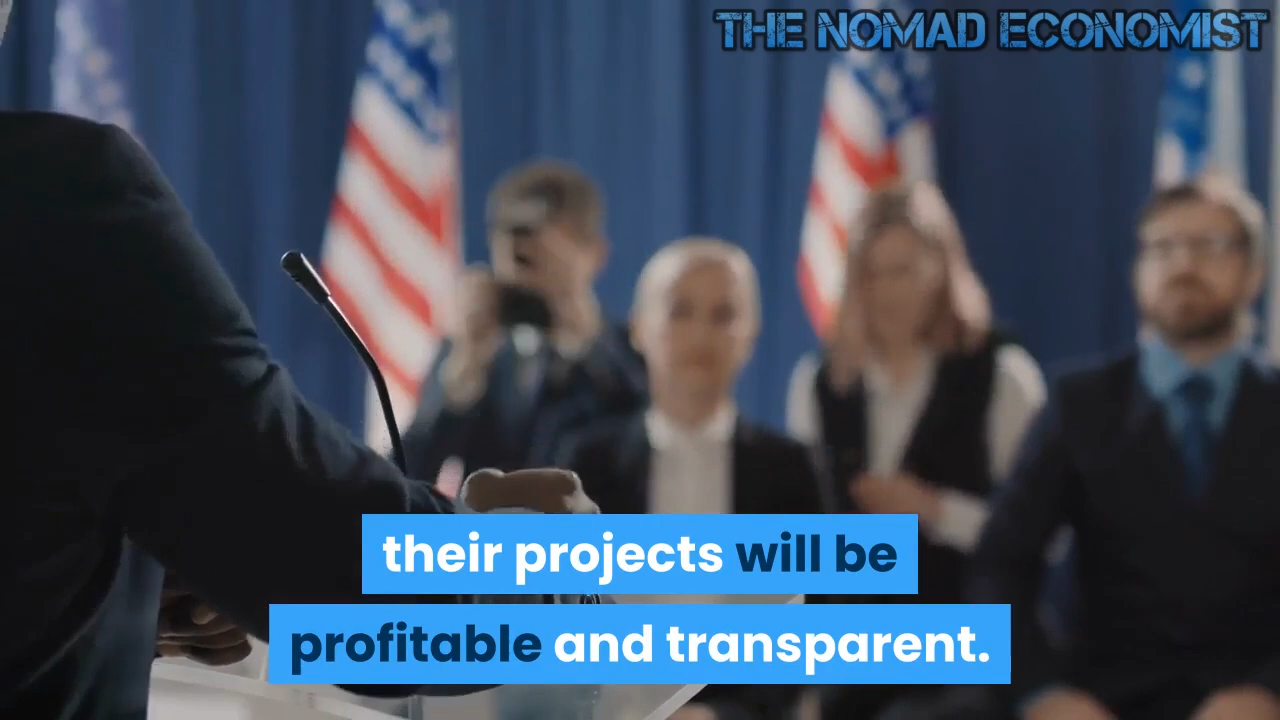 THE NOMAD ECONOMIST
their projects will be
profitable and transparent.